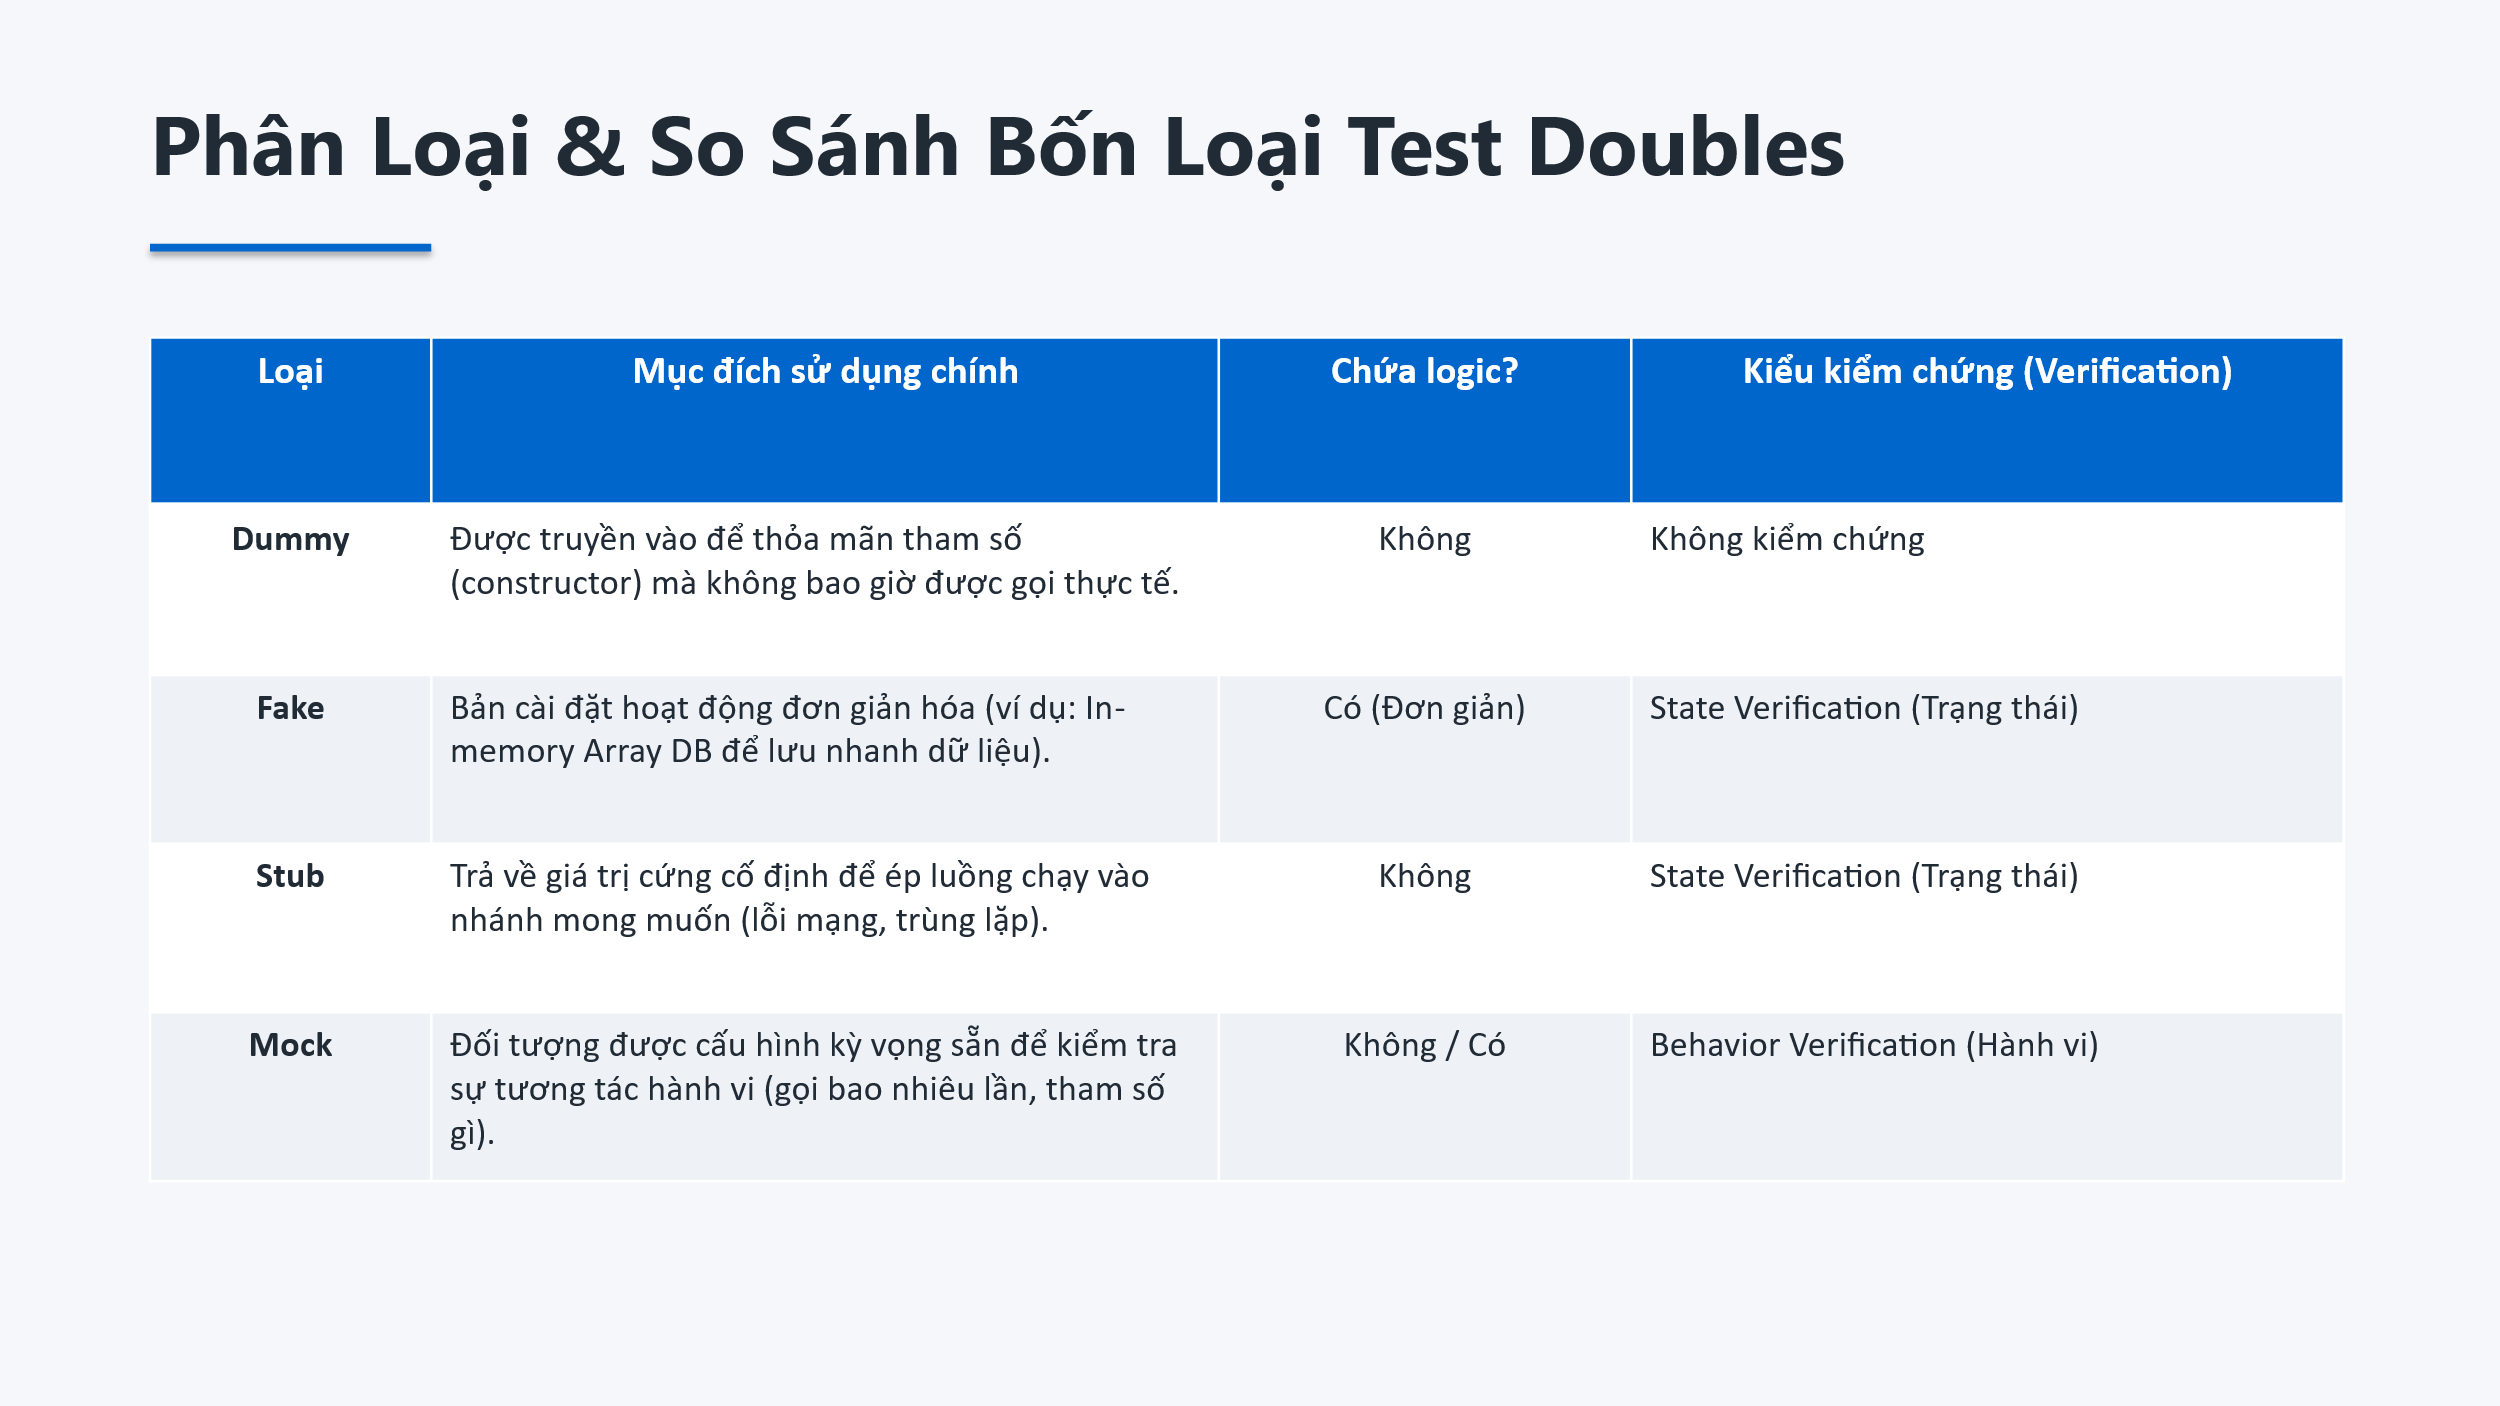 Phân Loại & So Sánh Bốn Loại Test Doubles
Loại
Mục đích sử dụng chính
Chứa logic?
Kiểu kiểm chứng (Verification)
Dummy
Được truyền vào để thỏa mãn tham số
(constructor) mà không bao giờ được gọi thực tế.
Không
Không kiểm chứng
Fake
Bản cài đặt hoạt động đơn giản hóa (ví dụ: In-
memory Array DB để lưu nhanh dữ liệu).
Có (Đơn giản)
State Verification (Trạng thái)
Stub
Trả về giá trị cứng cố định để ép luồng chạy vào
nhánh mong muốn (lỗi mạng, trùng lặp).
Không
State Verification (Trạng thái)
Mock
Đối tượng được cấu hình kỳ vọng sẵn để kiểm tra
sự tương tác hành vi (gọi bao nhiêu lần, tham số
gì).
Không / Có
Behavior Verification (Hành vi)